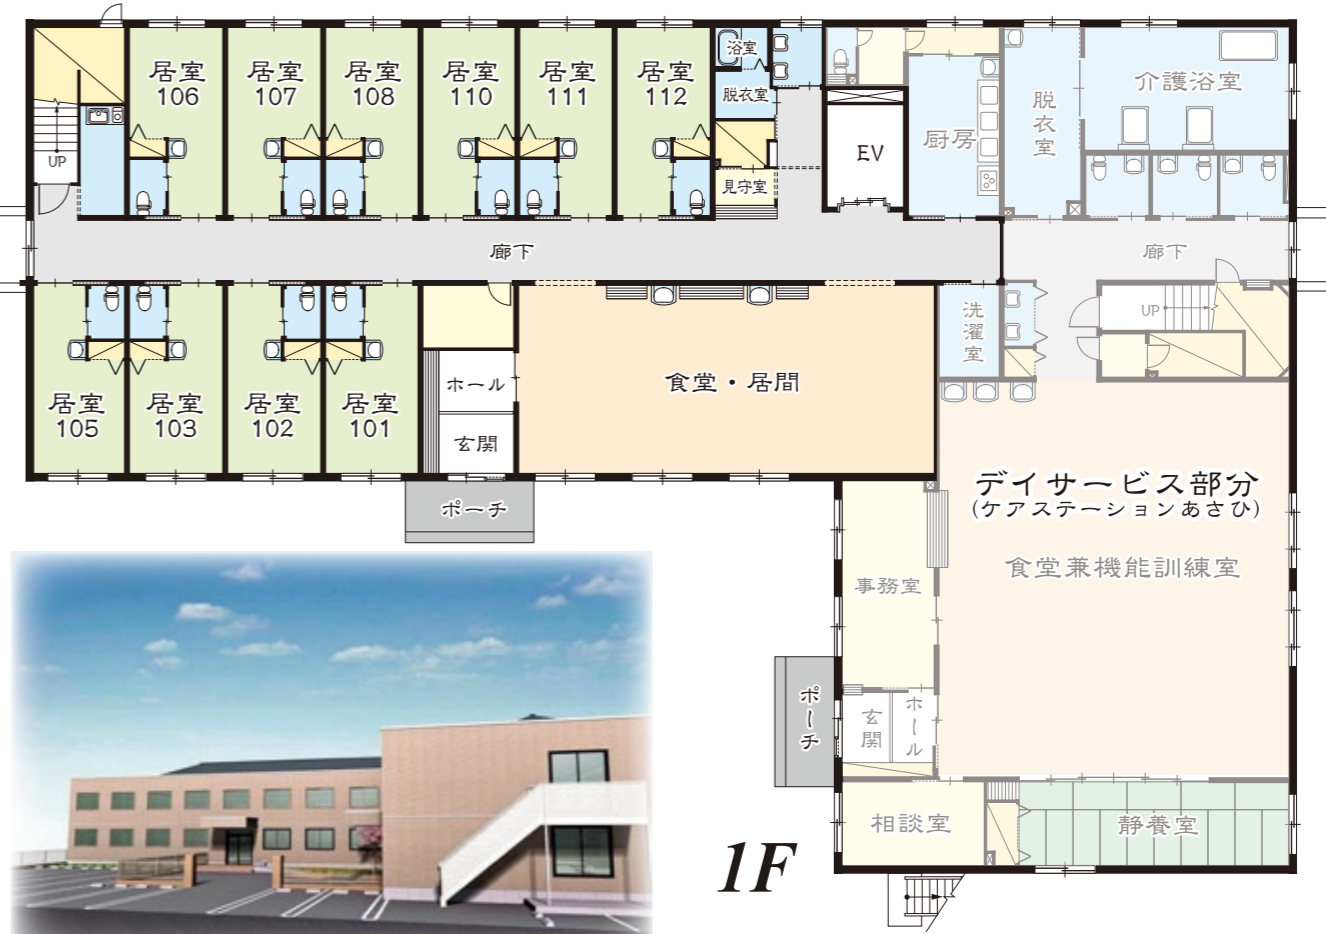 居室
106
居室
107
居室
108
居室
110
居室
111
居室
112
浴室
脱衣室
見守室
EV
厨房
脱衣室
介護浴室
UP
廊下
廊下
UP
洗濯室
居室
105
居室
103
居室
102
居室
101
ホール
玄関
ポーチ
食堂・居間
デイサービス部分
(ケアステーションあさひ)
食堂兼機能訓練室
事務室
ポーチ
玄関
ホール
相談室
静養室
1F